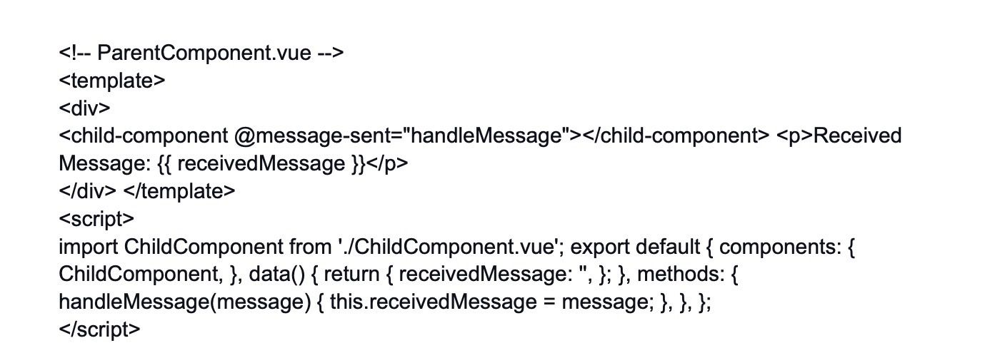 <!-- ParentComponent.vue -->
<template>
<div>
<child-component @message-sent="handleMessage"></child-component> <p>Received
Message: {{ receivedMessage }}</p>
</div> </template>
<script>
import ChildComponent from './ChildComponent.vue'; export default { components: {
ChildComponent, }, data() { return { receivedMessage: '', }; }, methods: {
handleMessage(message) { this.receivedMessage = message; }, }, };
</script>